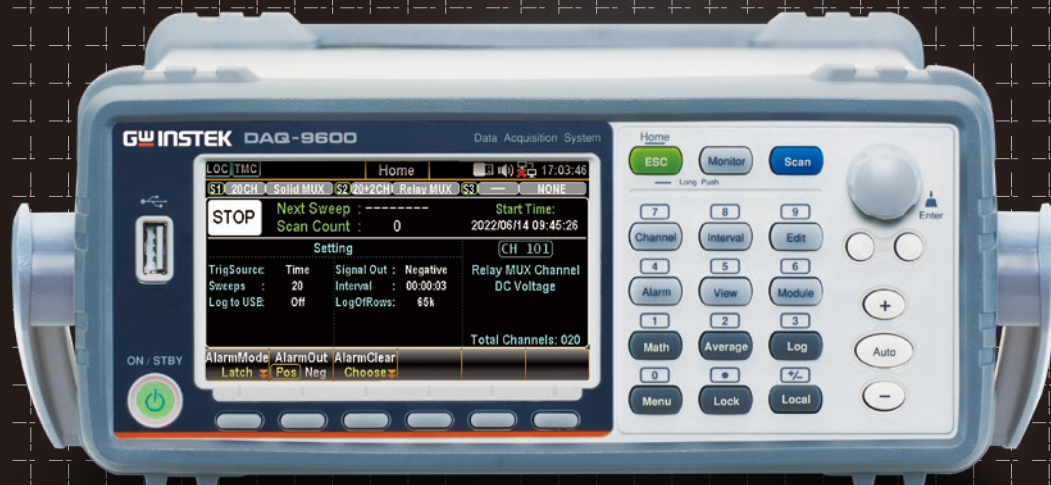 GWINSTEK DAQ-9600 Data Acquisition System
LOC TMC Home 17:03:46
S1 20CH Solid MUX S2 20+2CH Relay MUX S3 — NONE
STOP
Next Sweep : --------
Scan Count : 0
Start Time:
2022/06/14 09:45:26
Setting
TrigSource: Time Signal Out : Negative
Sweeps : 20 Interval : 00:00:03
Log to USB: Off LogOfRows: 65k
CH 101
Relay MUX Channel
DC Voltage
Total Channels: 020
AlarmMode AlarmOut AlarmClear
Latch Pos Neg Choose
ON / STBY
Home
ESC Monitor Scan
Long Push
Enter
7 8 9
Channel Interval Edit
4 5 6
Alarm View Module
1 2 3
Math Average Log
0 • +/-
Menu Lock Local
+
Auto
−